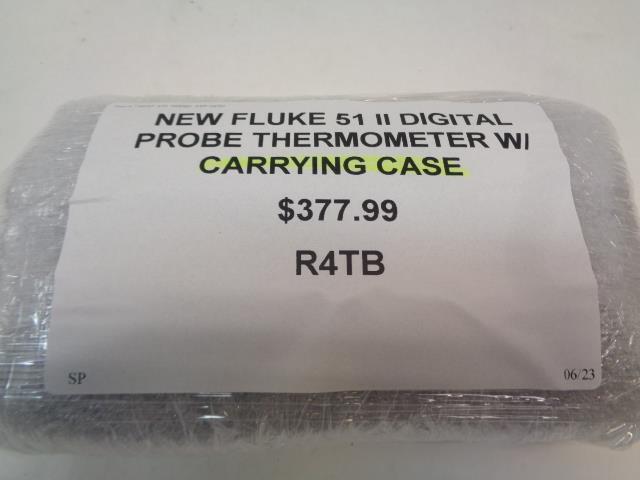 NEW FLUKE 51 II DIGITAL
PROBE THERMOMETER W/
CARRYING CASE
$377.99
R4TB
SP 06/23